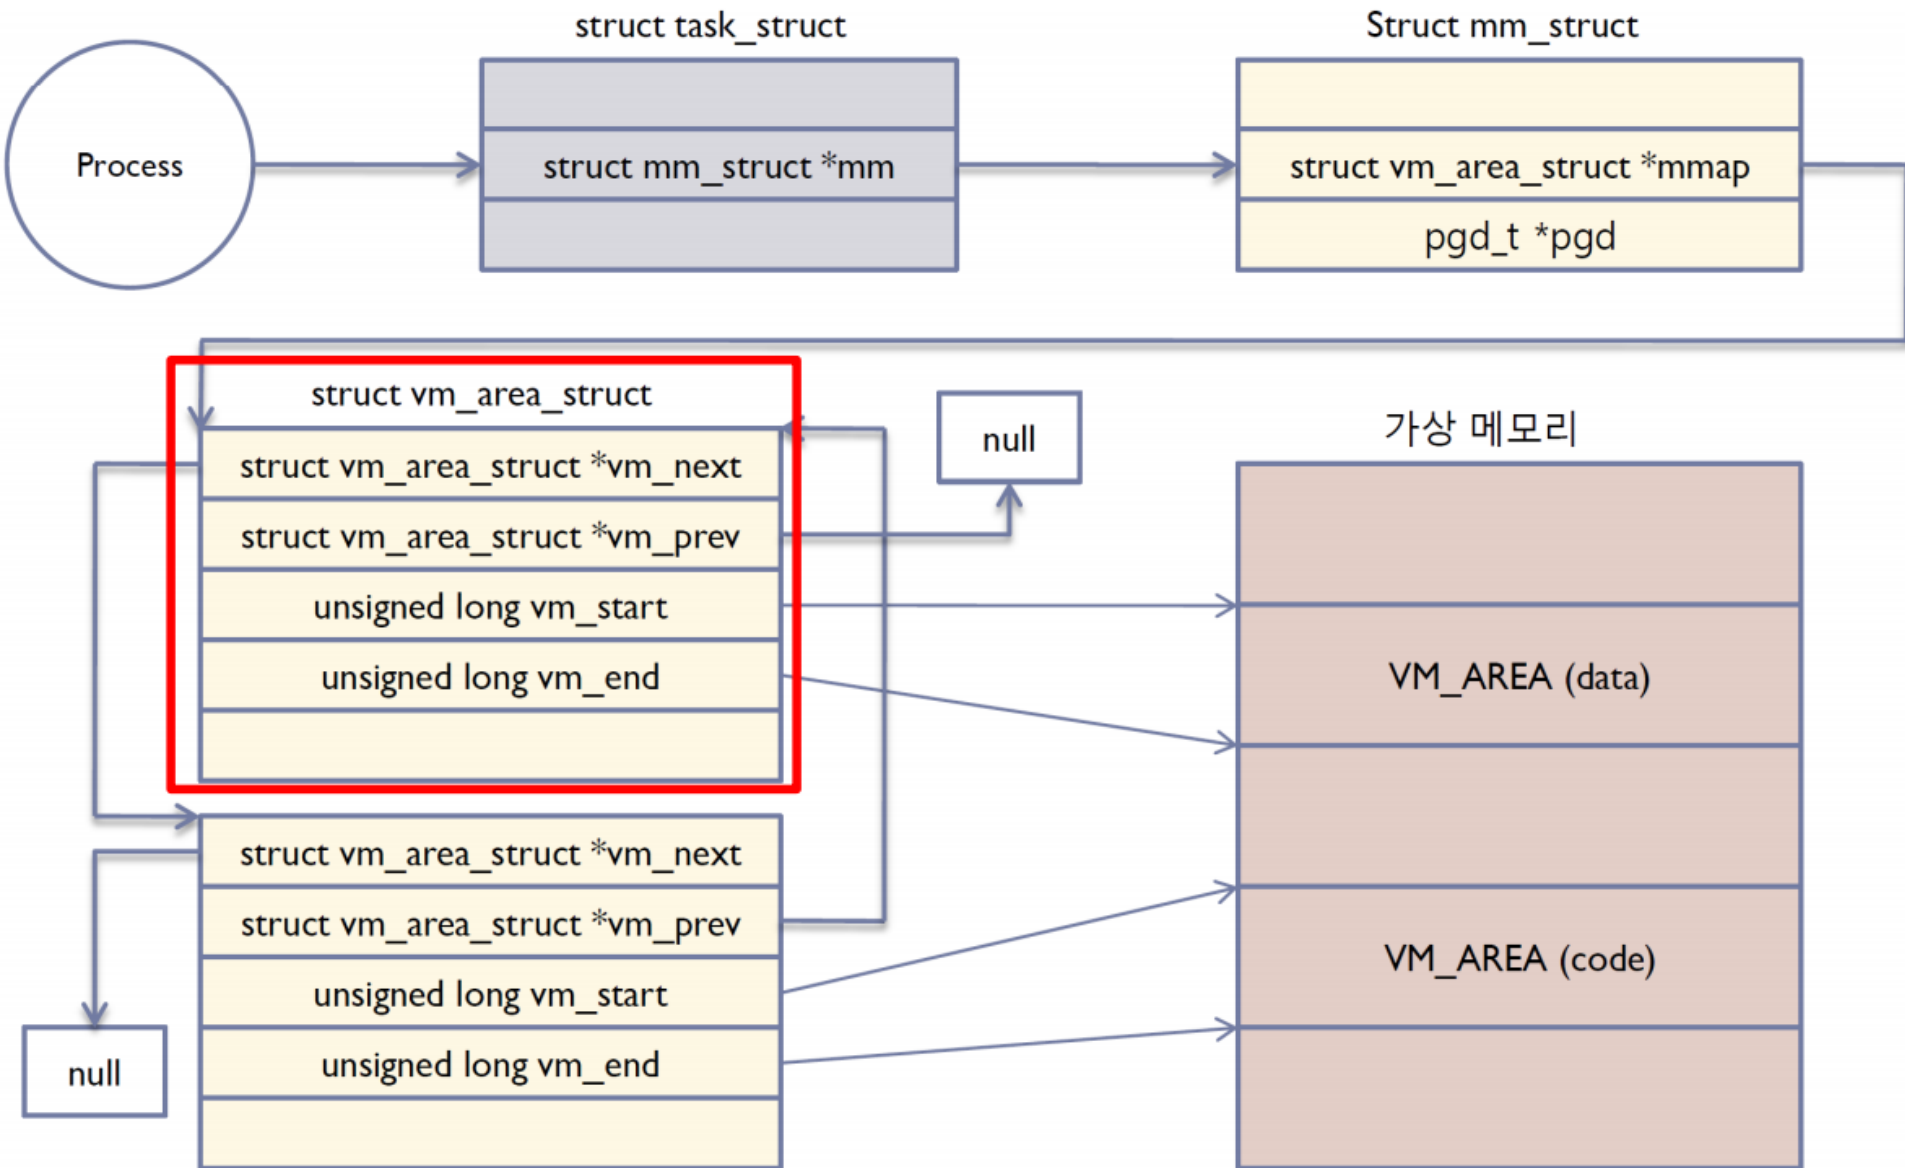 struct task_struct
Struct mm_struct
Process
struct mm_struct *mm
struct vm_area_struct *mmap
pgd_t *pgd
struct vm_area_struct
struct vm_area_struct *vm_next
struct vm_area_struct *vm_prev
unsigned long vm_start
unsigned long vm_end
null
가상 메모리
VM_AREA (data)
VM_AREA (code)
struct vm_area_struct *vm_next
struct vm_area_struct *vm_prev
unsigned long vm_start
unsigned long vm_end
null